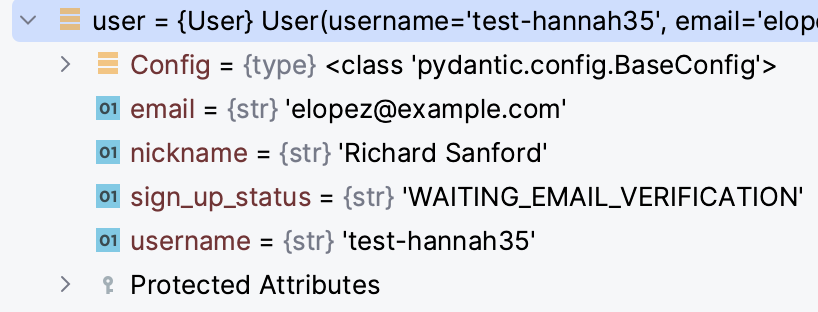 user = {User} User(username='test-hannah35', email='elope
Config = {type} <class 'pydantic.config.BaseConfig'>
01 email = {str} 'elopez@example.com'
01 nickname = {str} 'Richard Sanford'
01 sign_up_status = {str} 'WAITING_EMAIL_VERIFICATION'
01 username = {str} 'test-hannah35'
Protected Attributes